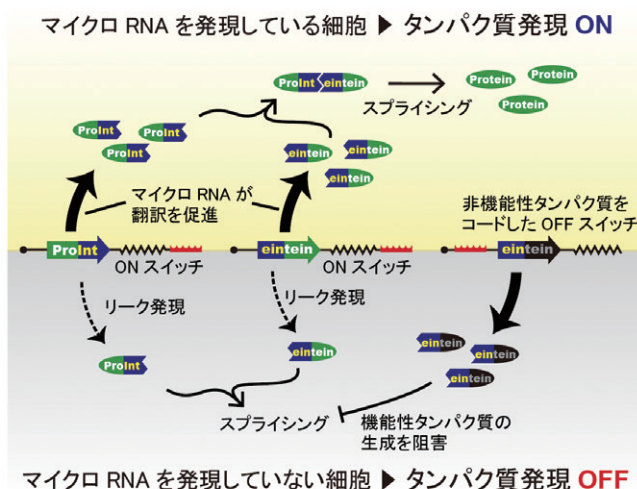 マイクロ RNA を発現している細胞 ▶ タンパク質発現 ON
ProInt eintein
スプライシング
Protein
Protein
Protein
ProInt
ProInt
ProInt
eintein
eintein
eintein
マイクロ RNA が
翻訳を促進
非機能性タンパク質を
コードした OFF スイッチ
ProInt
ON スイッチ
eintein
ON スイッチ
eintein
リーク発現
リーク発現
ProInt
eintein
eintein
eintein
eintein
スプライシング
機能性タンパク質の
生成を阻害
マイクロ RNA を発現していない細胞 ▶ タンパク質発現 OFF